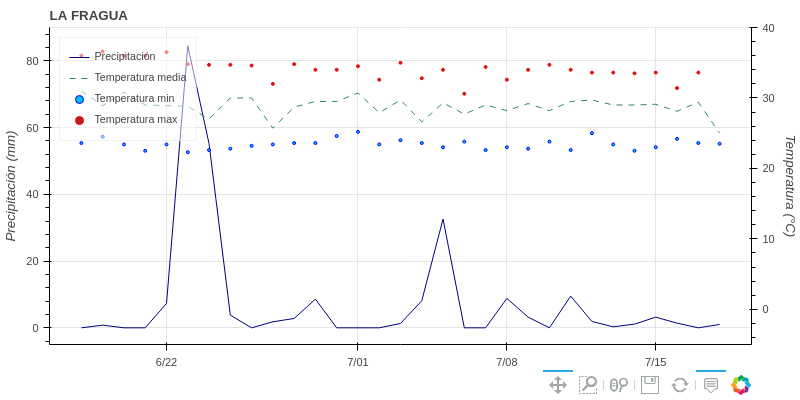 LA FRAGUA
Precipitación
Temperatura media
Temperatura min
Temperatura max
Precipitación (mm)
80
60
40
20
0
Temperatura (°C)
40
30
20
10
0
6/22
7/01
7/08
7/15